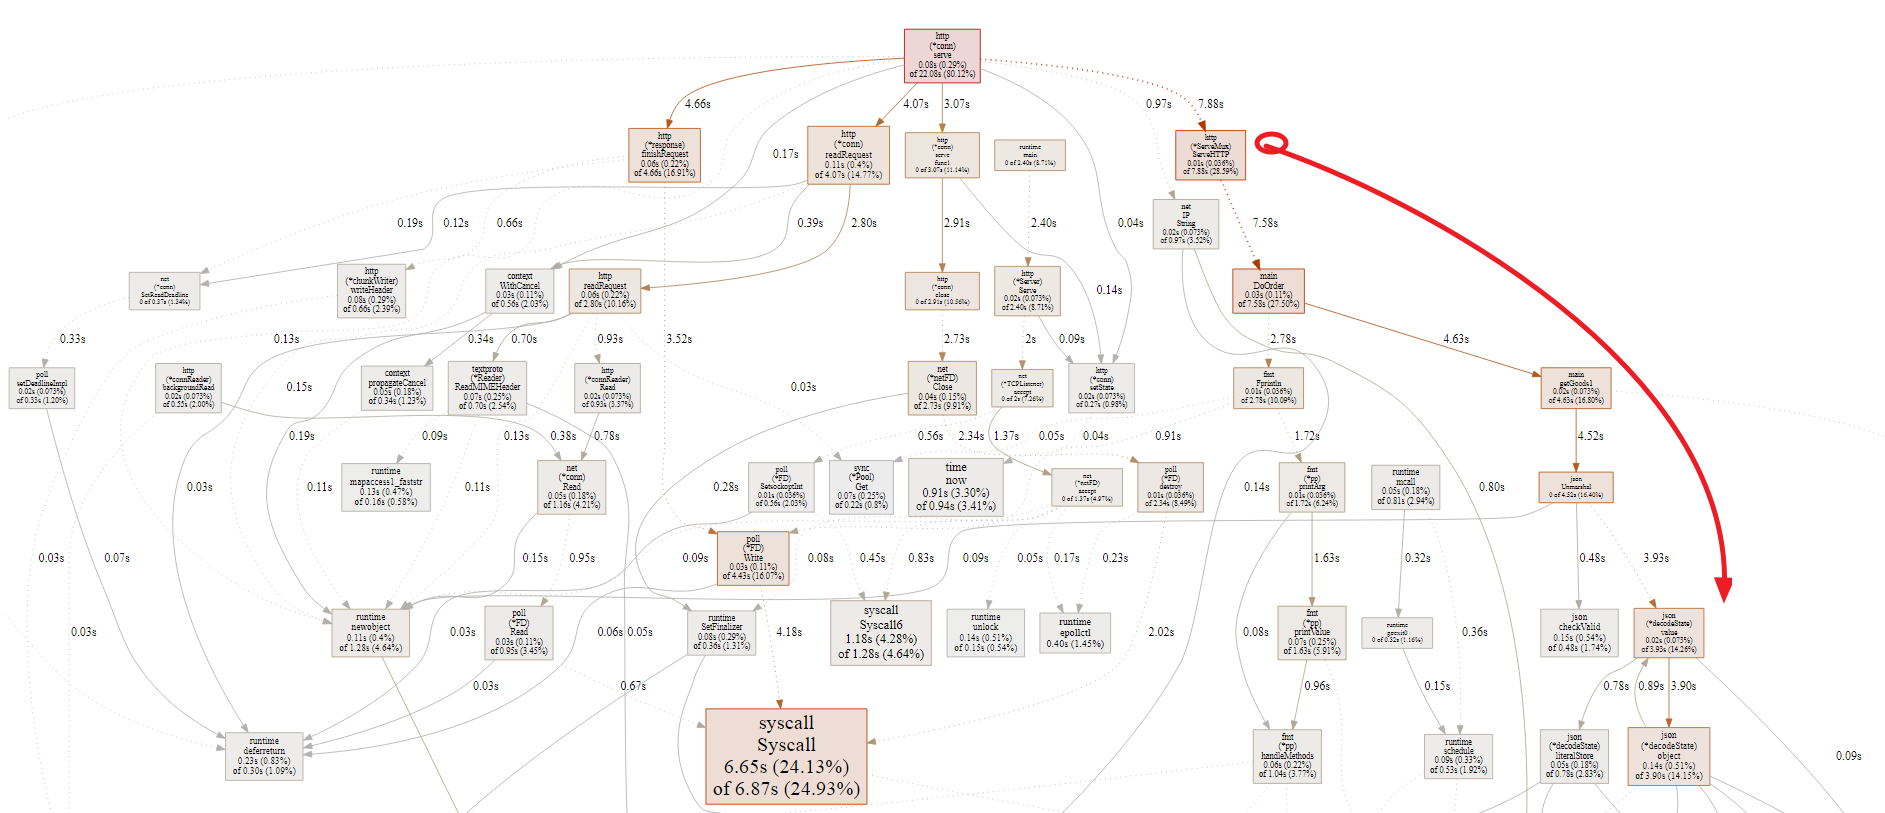 http
(*conn)
serve
0.08s (0.29%)
of 22.08s (80.12%)
4.66s
4.07s
3.07s
0.97s
7.88s
http
(*response)
finishRequest
0.06s (0.22%)
of 4.66s (16.91%)
http
(*conn)
readRequest
0.11s (0.4%)
of 4.07s (14.77%)
http
(*conn)
serve
func1
0 of 3.07s (11.14%)
runtime
main
0 of 2.40s (8.71%)
http
(*ServeMux)
ServeHTTP
0.01s (0.036%)
of 7.88s (28.59%)
0.17s
0.19s
0.12s
0.66s
0.39s
2.80s
2.91s
2.40s
0.04s
net
IP
String
0.02s (0.073%)
of 0.97s (3.52%)
7.58s
net
(*conn)
SetReadDeadline
0 of 0.37s (1.34%)
http
(*chunkWriter)
writeHeader
0.08s (0.29%)
of 0.66s (2.39%)
context
WithCancel
0.03s (0.11%)
of 0.56s (2.03%)
http
readRequest
0.06s (0.22%)
of 2.80s (10.16%)
http
(*conn)
close
0 of 2.91s (10.56%)
http
(*Server)
Serve
0.02s (0.073%)
of 2.40s (8.71%)
0.14s
main
DoOrder
0.03s (0.11%)
of 7.58s (27.50%)
0.33s
0.13s
0.34s
0.70s
0.93s
3.52s
2.73s
2s
0.09s
2.78s
4.63s
poll
setDeadlineImpl
0.02s (0.073%)
of 0.33s (1.20%)
http
(*connReader)
backgroundRead
0.02s (0.073%)
of 0.55s (2.00%)
0.15s
context
propagateCancel
0.05s (0.18%)
of 0.34s (1.23%)
textproto
(*Reader)
ReadMIMEHeader
0.07s (0.25%)
of 0.70s (2.54%)
http
(*connReader)
Read
0.02s (0.073%)
of 0.93s (3.37%)
0.03s
net
(*netFD)
Close
0.04s (0.15%)
of 2.73s (9.91%)
net
(*TCPListener)
accept
0 of 2s (7.26%)
http
(*conn)
setState
0.02s (0.073%)
of 0.27s (0.98%)
fmt
Fprintln
0.01s (0.036%)
of 2.78s (10.09%)
main
getGoods1
0.02s (0.073%)
of 4.63s (16.80%)
0.19s
0.09s
0.13s
0.38s
0.78s
0.56s
2.34s
1.37s
0.05s
0.04s
0.91s
1.72s
4.52s
0.03s
runtime
mapaccess1_faststr
0.13s (0.47%)
of 0.16s (0.58%)
0.11s
0.11s
net
(*conn)
Read
0.05s (0.18%)
of 1.16s (4.21%)
0.28s
poll
(*FD)
SetsockoptInt
0.01s (0.036%)
of 0.56s (2.03%)
sync
(*Pool)
Get
0.07s (0.25%)
of 0.22s (0.8%)
time
now
0.91s (3.30%)
of 0.94s (3.41%)
net
(*netFD)
accept
0 of 1.37s (4.97%)
poll
(*FD)
destroy
0.01s (0.036%)
of 2.34s (8.49%)
0.14s
fmt
(*pp)
printArg
0.01s (0.036%)
of 1.72s (6.24%)
runtime
mcall
0.05s (0.18%)
of 0.81s (2.94%)
0.80s
json
Unmarshal
0 of 4.52s (16.40%)
0.03s
0.07s
0.15s
0.95s
0.09s
poll
(*FD)
Write
0.03s (0.11%)
of 4.43s (16.07%)
0.08s
0.45s
0.83s
0.09s
0.05s
0.17s
0.23s
1.63s
0.32s
0.48s
3.93s
0.03s
runtime
newobject
0.11s (0.4%)
of 1.28s (4.64%)
0.03s
poll
(*FD)
Read
0.03s (0.11%)
of 0.95s (3.45%)
0.06s
0.05s
runtime
SetFinalizer
0.08s (0.29%)
of 0.36s (1.31%)
4.18s
syscall
Syscall6
1.18s (4.28%)
of 1.28s (4.64%)
runtime
unlock
0.14s (0.51%)
of 0.15s (0.54%)
runtime
epollctl
0.40s (1.45%)
2.02s
0.08s
fmt
(*pp)
printValue
0.07s (0.25%)
of 1.63s (5.91%)
runtime
0 of 0.32s (1.16%)
0.36s
json
checkValid
0.15s (0.54%)
of 0.48s (1.74%)
json
(*decodeState)
value
0.02s (0.073%)
of 3.93s (14.26%)
0.03s
0.67s
0.96s
0.15s
0.78s
0.89s
3.90s
runtime
deferreturn
0.23s (0.83%)
of 0.30s (1.09%)
syscall
Syscall
6.65s (24.13%)
of 6.87s (24.93%)
fmt
(*pp)
handleMethods
0.06s (0.22%)
of 1.04s (3.77%)
runtime
schedule
0.09s (0.33%)
of 0.53s (1.92%)
json
(*decodeState)
literalStore
0.05s (0.18%)
of 0.78s (2.83%)
json
(*decodeState)
object
0.14s (0.51%)
of 3.90s (14.15%)
0.09s